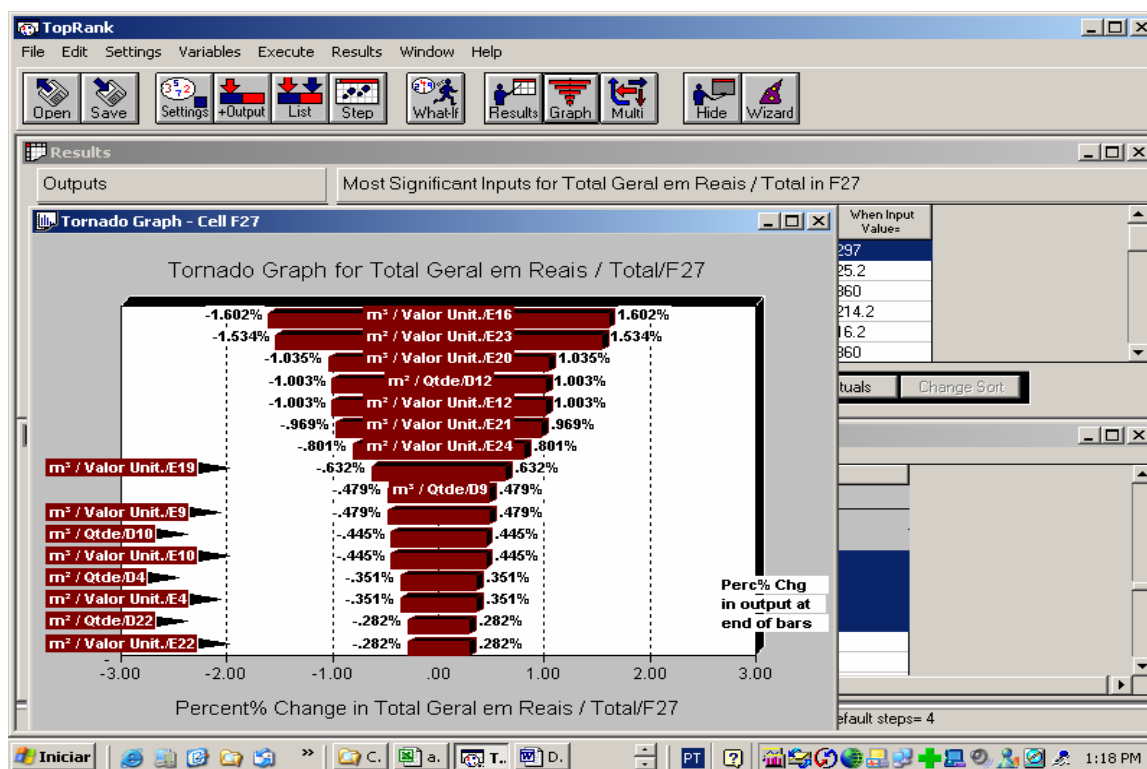 TopRank
File Edit Settings Variables Execute Results Window Help
Open Save Settings +Output List Step What-If Results Graph Multi Hide Wizard
Results
Outputs Most Significant Inputs for Total Geral em Reais / Total in F27
Tornado Graph - Cell F27
When Input
Value=
297
25.2
360
214.2
16.2
360
tuals Change Sort
Tornado Graph for Total Geral em Reais / Total/F27
-1.602% m³ / Valor Unit./E16 1.602%
-1.534% m² / Valor Unit./E23 1.534%
-1.035% m³ / Valor Unit./E20 1.035%
-1.003% m² / Qtde/D12 1.003%
-1.003% m² / Valor Unit./E12 1.003%
-.969% m³ / Valor Unit./E21 .969%
-.801% m² / Valor Unit./E24 .801%
m³ / Valor Unit./E19 -.632% .632%
-.479% m³ / Qtde/D9 .479%
m³ / Valor Unit./E9 -.479% .479%
m³ / Qtde/D10 -.445% .445%
m³ / Valor Unit./E10 -.445% .445%
m² / Qtde/D4 -.351% .351%
m² / Valor Unit./E4 -.351% .351%
m² / Qtde/D22 -.282% .282%
m² / Valor Unit./E22 -.282% .282%
Perc% Chg
in output at
end of bars
-3.00 -2.00 -1.00 .00 1.00 2.00 3.00
Percent% Change in Total Geral em Reais / Total/F27
efault steps= 4
Iniciar » C. a. T.. D. PT 1:18 PM